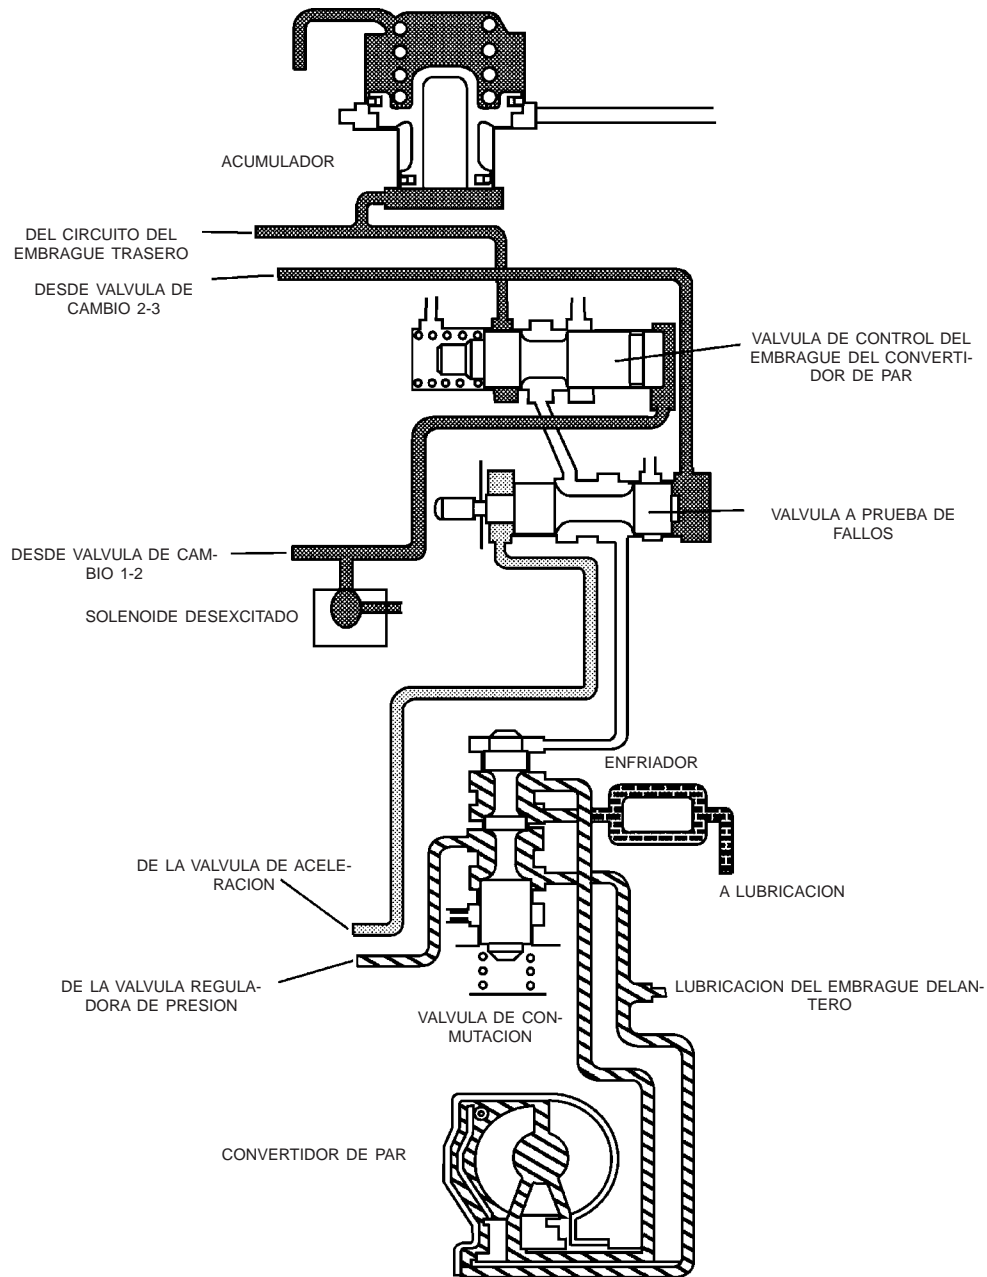 ACUMULADOR
DEL CIRCUITO DEL
EMBRAGUE TRASERO
DESDE VALVULA DE
CAMBIO 2-3
VALVULA DE CONTROL DEL
EMBRAGUE DEL CONVERTI-
DOR DE PAR
VALVULA A PRUEBA DE
FALLOS
DESDE VALVULA DE CAM-
BIO 1-2
SOLENOIDE DESEXCITADO
ENFRIADOR
DE LA VALVULA DE ACELE-
RACION
A LUBRICACION
DE LA VALVULA REGULA-
DORA DE PRESION
LUBRICACION DEL EMBRAGUE DELAN-
TERO
VALVULA DE CON-
MUTACION
CONVERTIDOR DE PAR